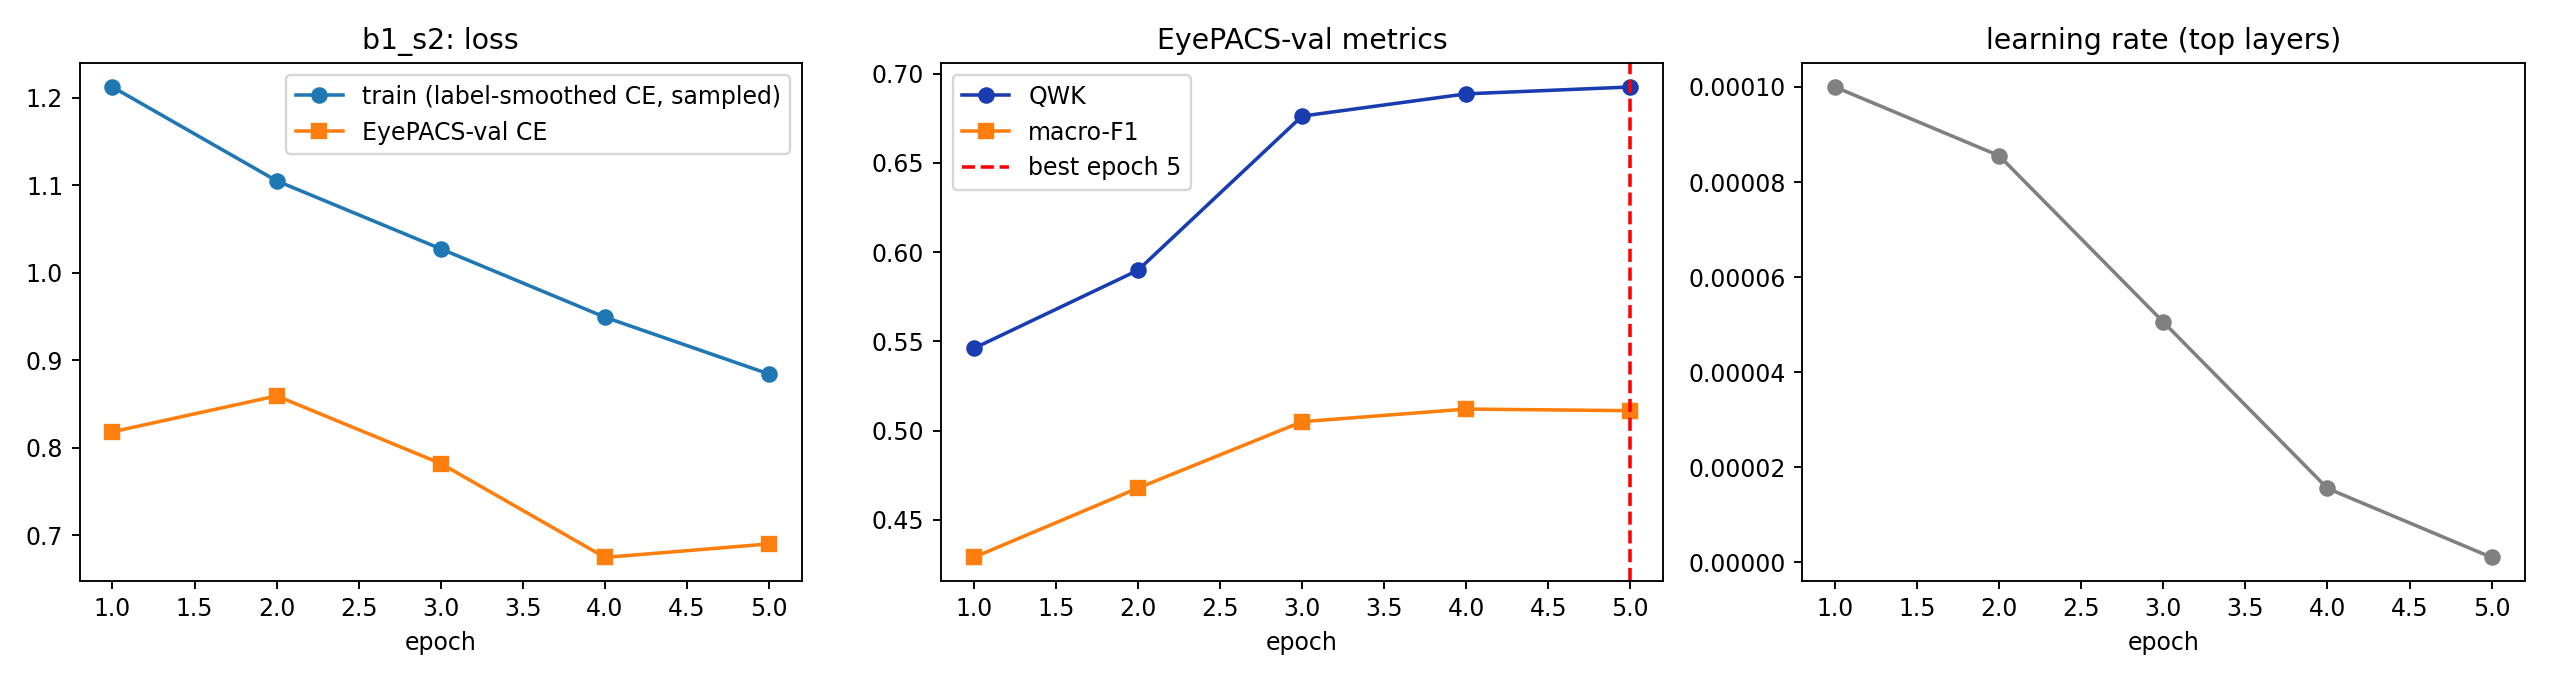 b1_s2: loss
train (label-smoothed CE, sampled)
EyePACS-val CE
1.2
1.1
1.0
0.9
0.8
0.7
1.0 1.5 2.0 2.5 3.0 3.5 4.0 4.5 5.0
epoch
EyePACS-val metrics
QWK
macro-F1
best epoch 5
0.70
0.65
0.60
0.55
0.50
0.45
1.0 1.5 2.0 2.5 3.0 3.5 4.0 4.5 5.0
epoch
learning rate (top layers)
0.00010
0.00008
0.00006
0.00004
0.00002
0.00000
1.0 1.5 2.0 2.5 3.0 3.5 4.0 4.5 5.0
epoch